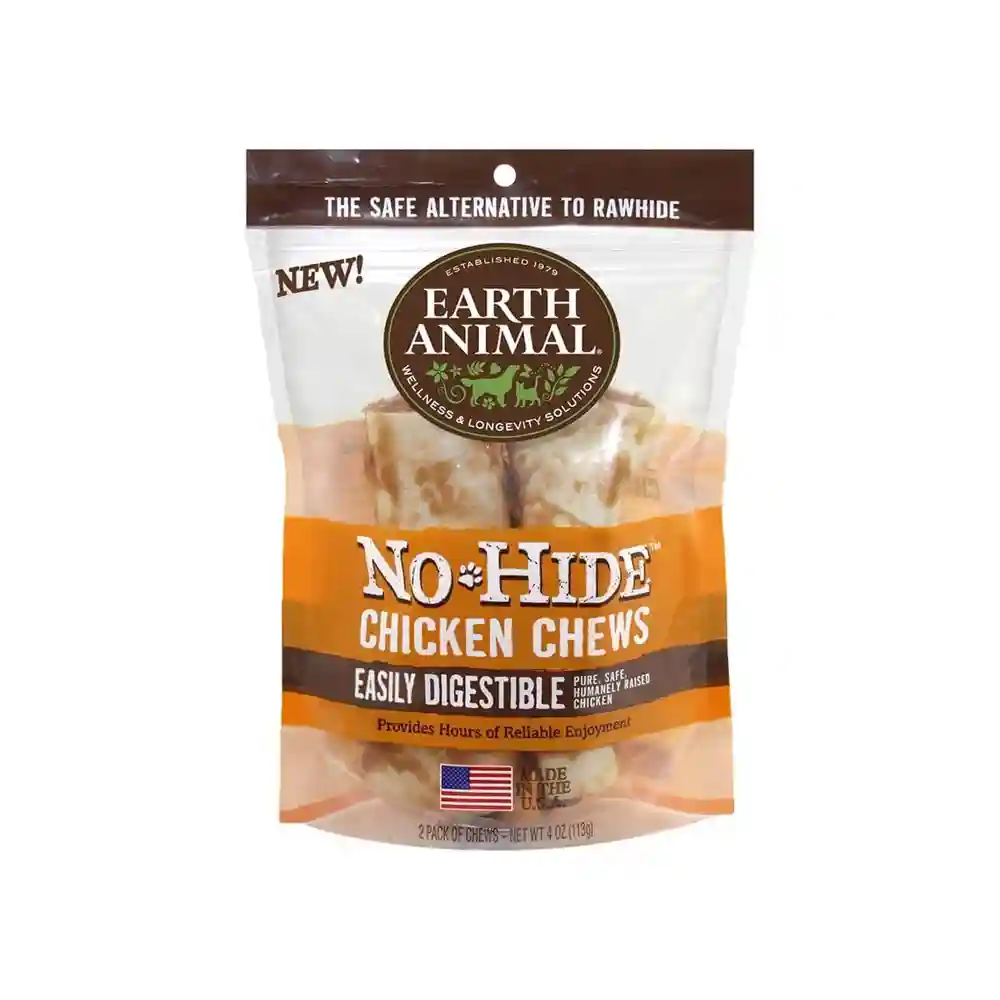 THE SAFE ALTERNATIVE TO RAWHIDE
NEW!
ESTABLISHED 1979
EARTH
ANIMAL®
WELLNESS & LONGEVITY SOLUTIONS
NO HIDE™
CHICKEN CHEWS
EASILY DIGESTIBLE
PURE, SAFE,
HUMANELY RAISED
CHICKEN
Provides Hours of Reliable Enjoyment
MADE
IN THE
U.S.A.
2 PACK OF CHEWS – NET WT 4 OZ (113g)